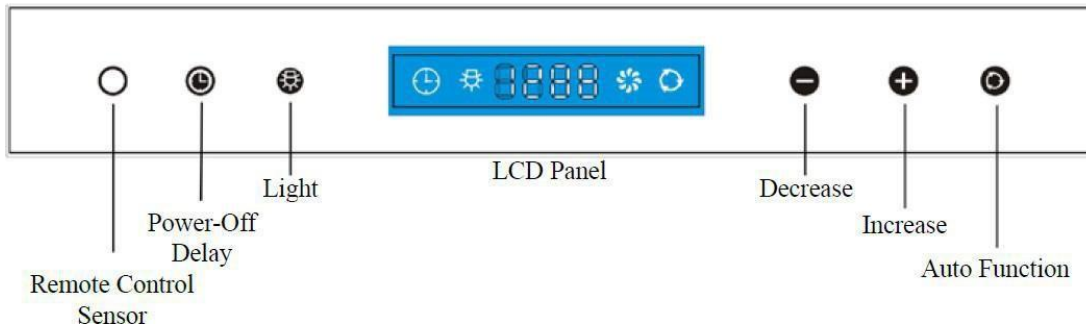 LCD Panel
Light
Decrease
Power-Off
Delay
Increase
Auto Function
Remote Control
Sensor